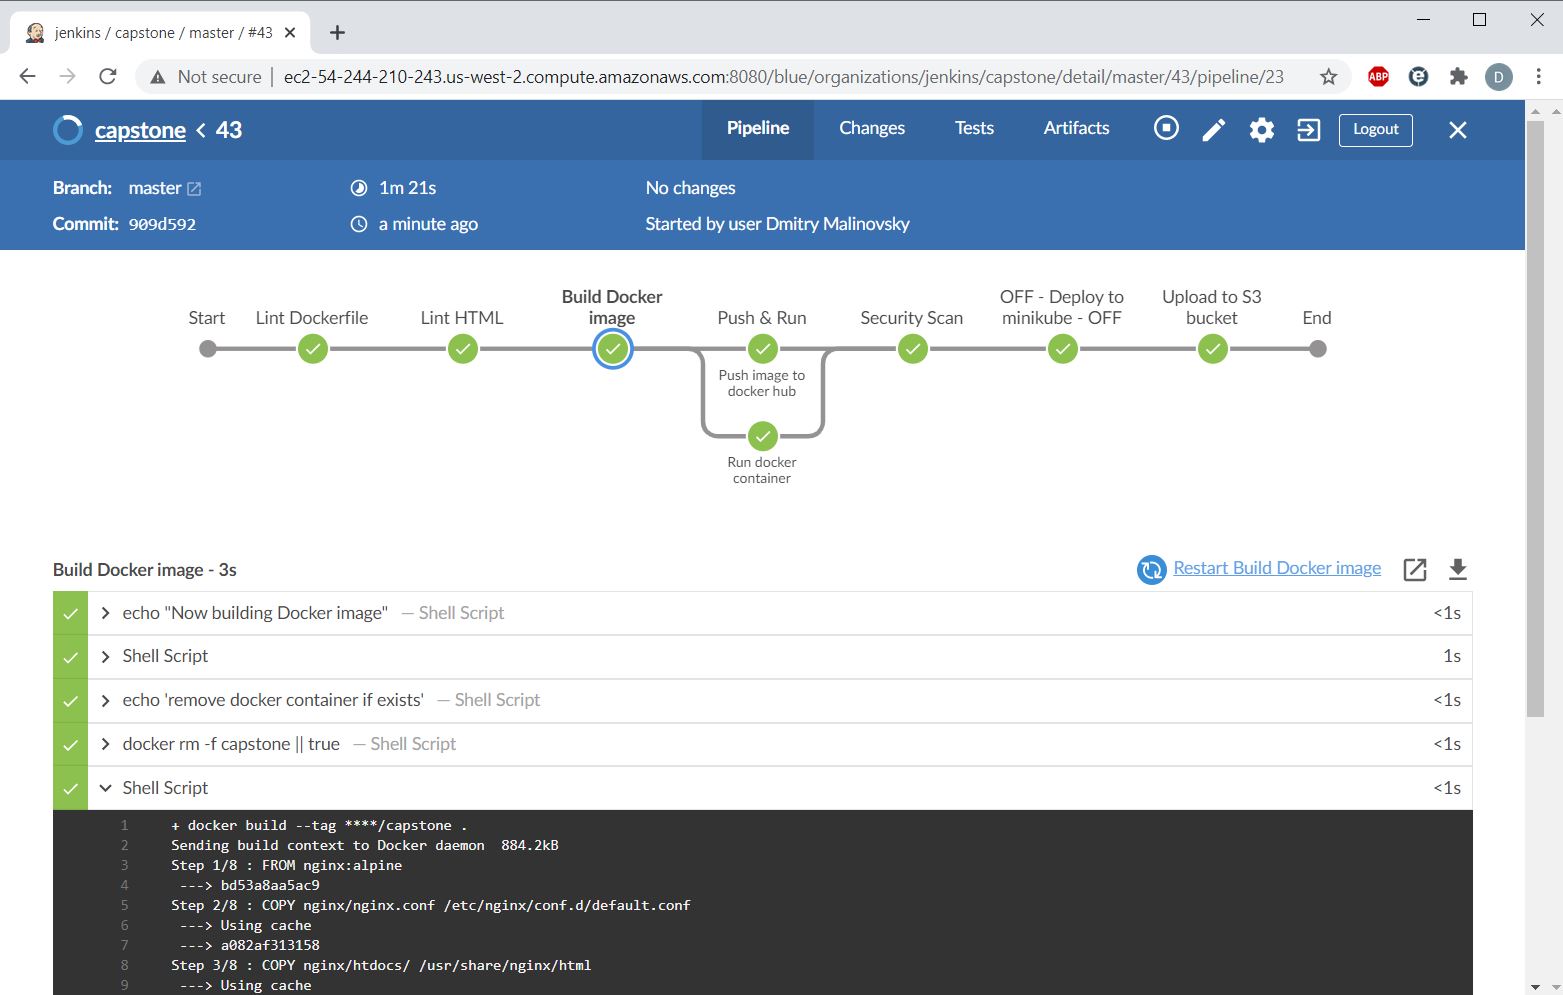 jenkins / capstone / master / #43
Not secure | ec2-54-244-210-243.us-west-2.compute.amazonaws.com:8080/blue/organizations/jenkins/capstone/detail/master/43/pipeline/23
ABP
D
capstone < 43
Pipeline
Changes
Tests
Artifacts
Logout
Branch: master
1m 21s
No changes
Commit: 909d592
a minute ago
Started by user Dmitry Malinovsky
Start
Lint Dockerfile
Lint HTML
Build Docker
image
Push & Run
Security Scan
OFF - Deploy to
minikube - OFF
Upload to S3
bucket
End
Push image to
docker hub
Run docker
container
Build Docker image - 3s
Restart Build Docker image
echo "Now building Docker image" — Shell Script <1s
Shell Script 1s
echo 'remove docker container if exists' — Shell Script <1s
docker rm -f capstone || true — Shell Script <1s
Shell Script <1s
1 + docker build --tag ****/capstone .
2 Sending build context to Docker daemon 884.2kB
3 Step 1/8 : FROM nginx:alpine
4 ---> bd53a8aa5ac9
5 Step 2/8 : COPY nginx/nginx.conf /etc/nginx/conf.d/default.conf
6 ---> Using cache
7 ---> a082af313158
8 Step 3/8 : COPY nginx/htdocs/ /usr/share/nginx/html
9 ---> Using cache